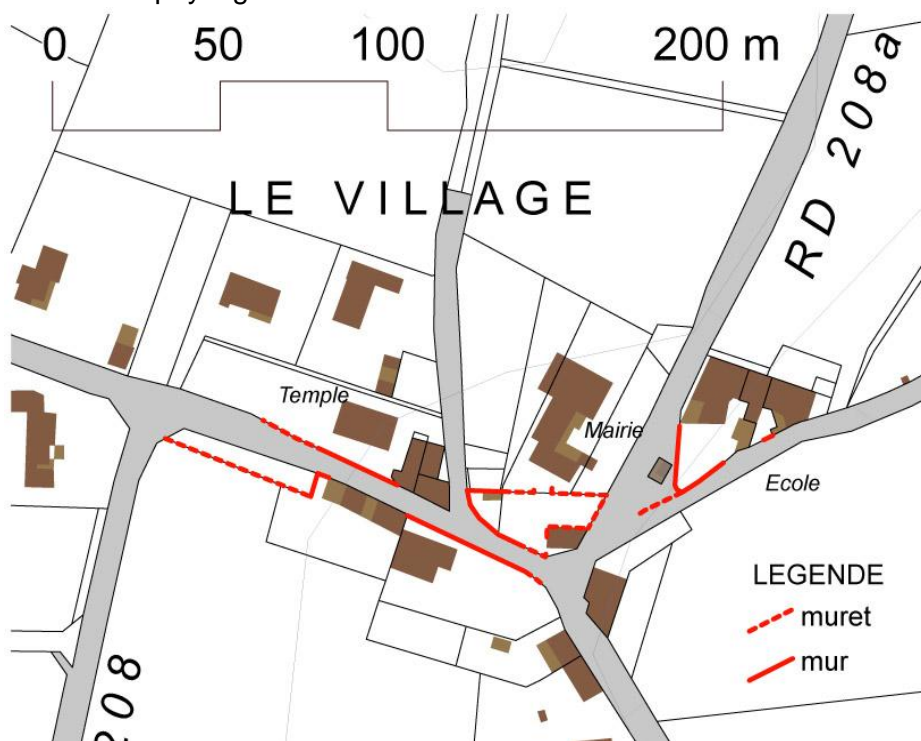 0 50 100 200 m
LE VILLAGE
RD 208a
Temple
Mairie
Ecole
LEGENDE
muret
mur
208